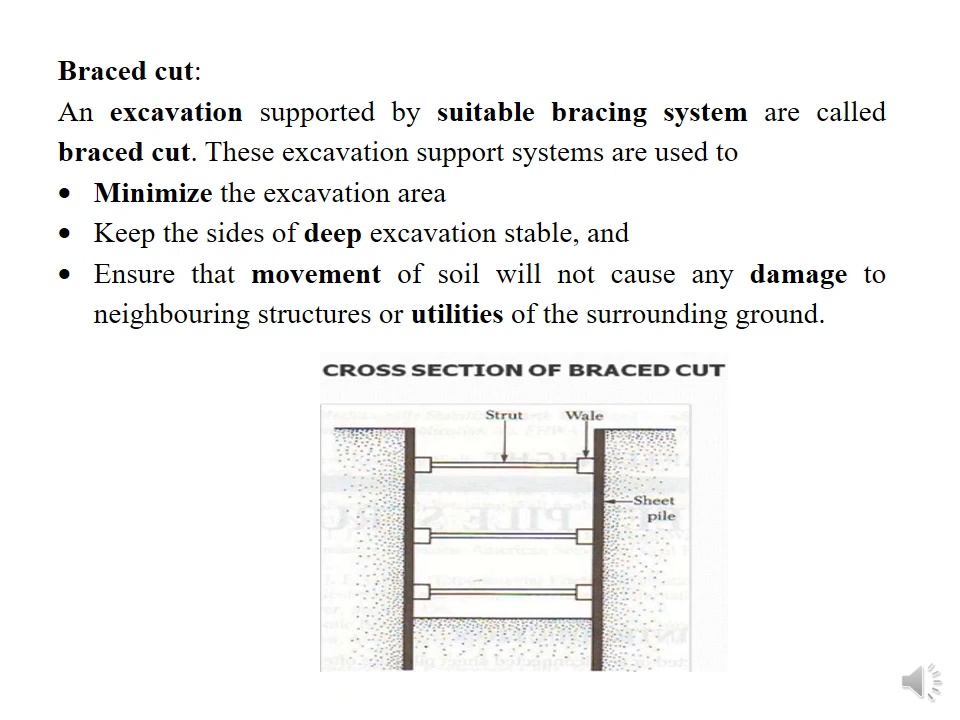 Braced cut:
An excavation supported by suitable bracing system are called
braced cut. These excavation support systems are used to
• Minimize the excavation area
• Keep the sides of deep excavation stable, and
• Ensure that movement of soil will not cause any damage to
neighbouring structures or utilities of the surrounding ground.
CROSS SECTION OF BRACED CUT
Strut Wale
Sheet
pile